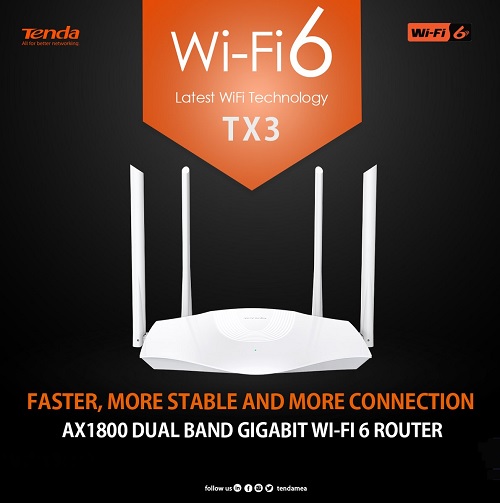 Tenda
All for better networking
Wi-Fi 6
Wi-Fi 6
Latest WiFi Technology
TX3
Tenda
FASTER, MORE STABLE AND MORE CONNECTION
AX1800 DUAL BAND GIGABIT WI-FI 6 ROUTER
follow us tendamea